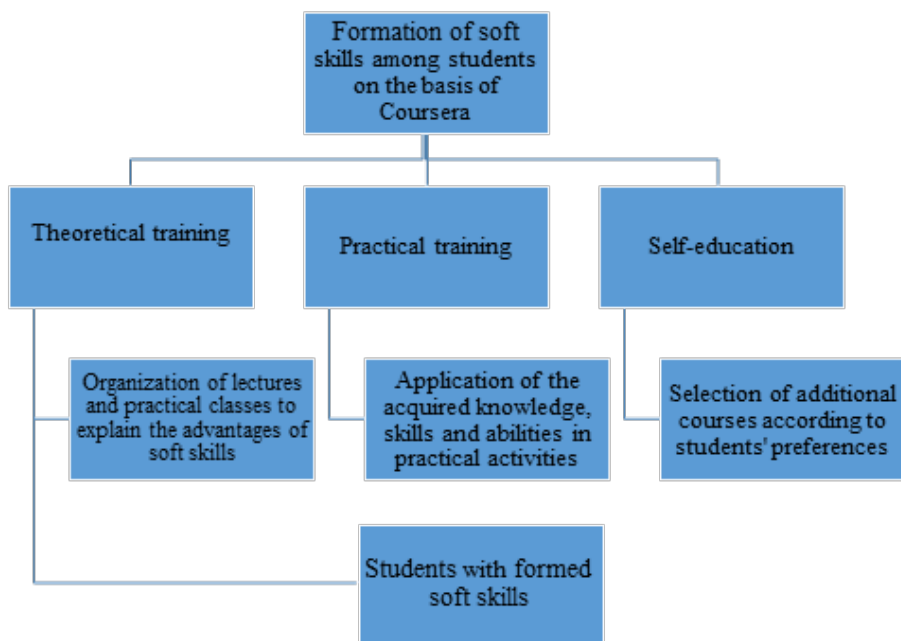 Formation of soft
skills among students
on the basis of
Coursera
Theoretical training
Practical training
Self-education
Organization of lectures
and practical classes to
explain the advantages of
soft skills
Application of the
acquired knowledge,
skills and abilities in
practical activities
Selection of additional
courses according to
students' preferences
Students with formed
soft skills